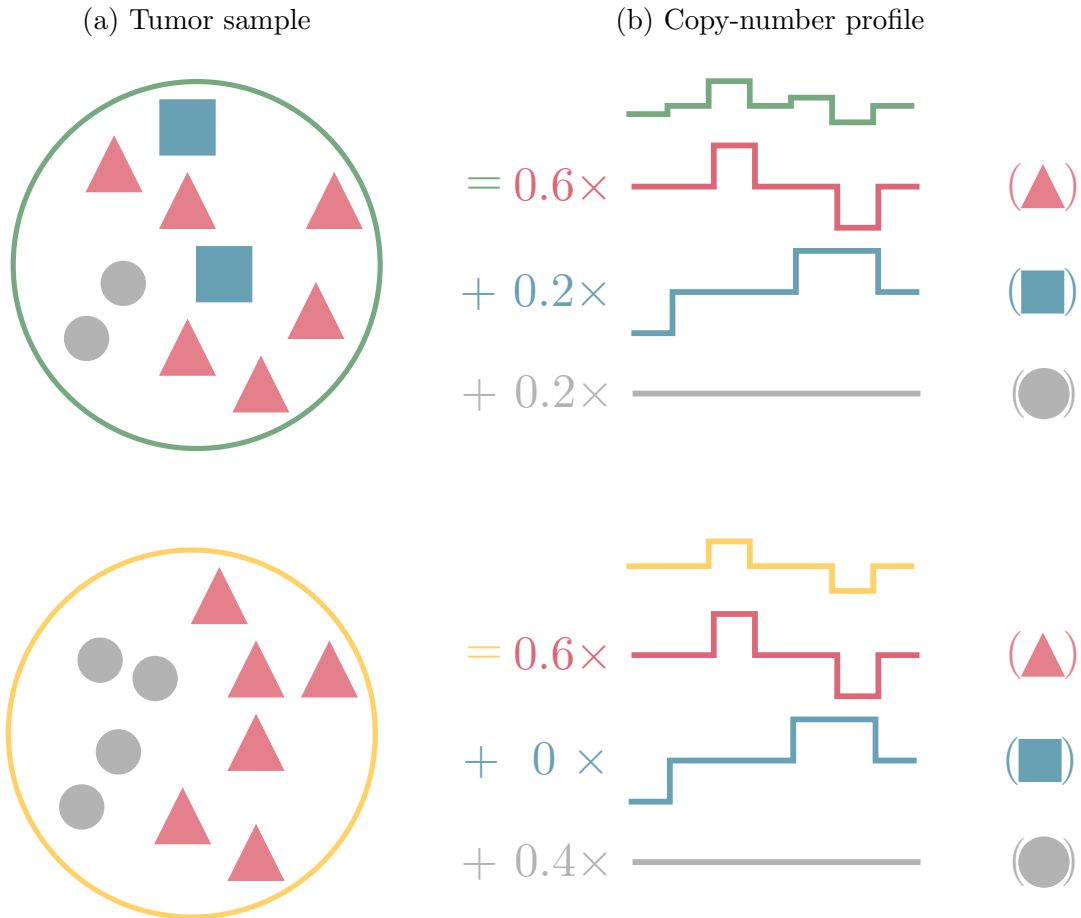 (a) Tumor sample
(b) Copy-number profile
= 0.6× ( )
+ 0.2× ( )
+ 0.2× ( )
= 0.6× ( )
+ 0 × ( )
+ 0.4× ( )